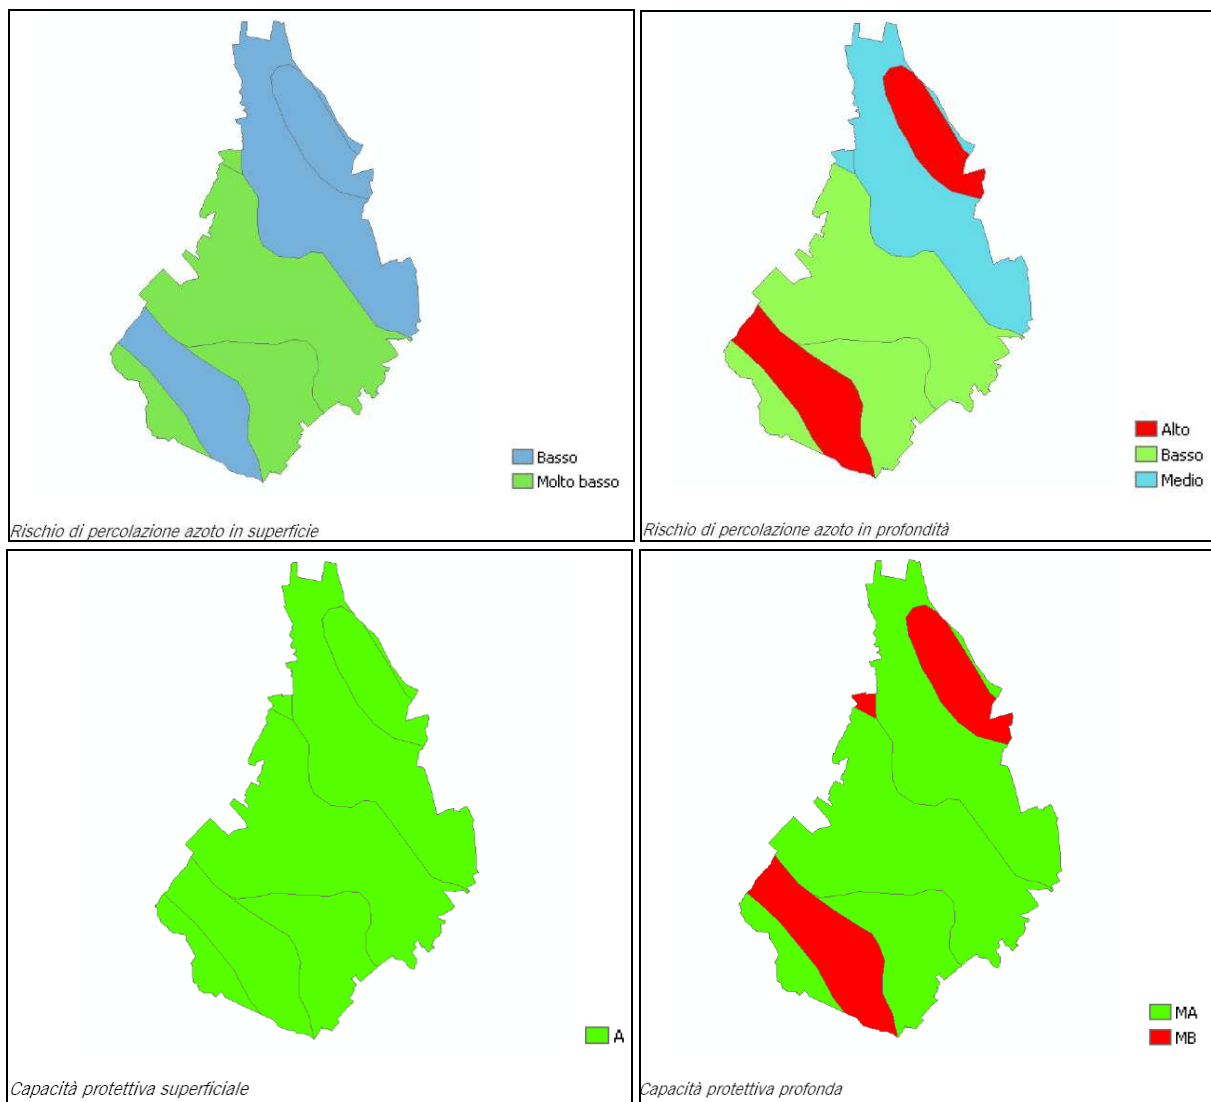 Basso
Molto basso
Rischio di percolazione azoto in superficie
Alto
Basso
Medio
Rischio di percolazione azoto in profondità
A
Capacità protettiva superficiale
MA
MB
Capacità protettiva profonda